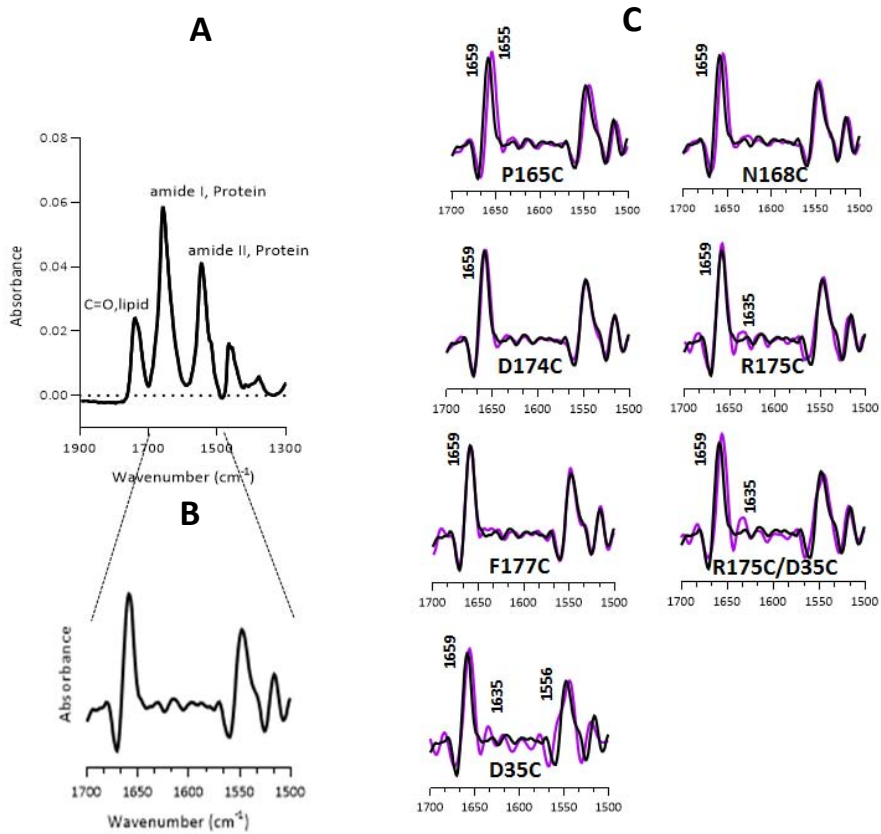 A
0.08
0.06
0.04
0.02
0.00
Absorbance
amide I, Protein
amide II, Protein
C=O,lipid
1900 1700 1500 1300
Wavenumber (cm-1)
B
Absorbance
1700 1650 1600 1550 1500
Wavenumber (cm-1)
C
1659
1655
P165C
1700 1650 1600 1550 1500
1659
N168C
1700 1650 1600 1550 1500
1659
D174C
1700 1650 1600 1550 1500
1659
1635
R175C
1700 1650 1600 1550 1500
1659
F177C
1700 1650 1600 1550 1500
1659
1635
R175C/D35C
1700 1650 1600 1550 1500
1659
1635
1556
D35C
1700 1650 1600 1550 1500